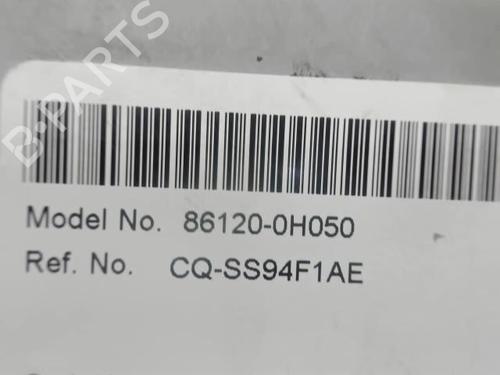 B-PARTS
Model No. 86120-0H050
Ref. No. CQ-SS94F1AE